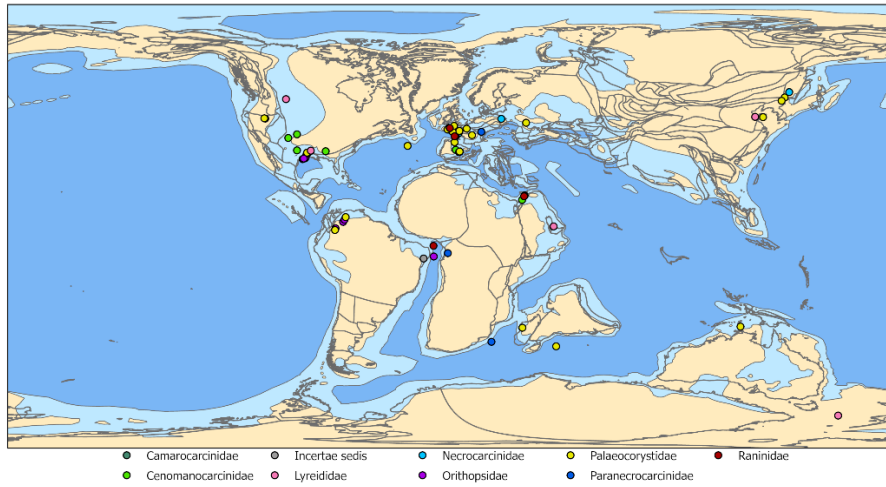 Camarocarcinidae Incertae sedis Necrocarcinidae Palaeocorystidae Raninidae
Cenomanocarcinidae Lyreididae Orithopsidae Paranecrocarcinidae